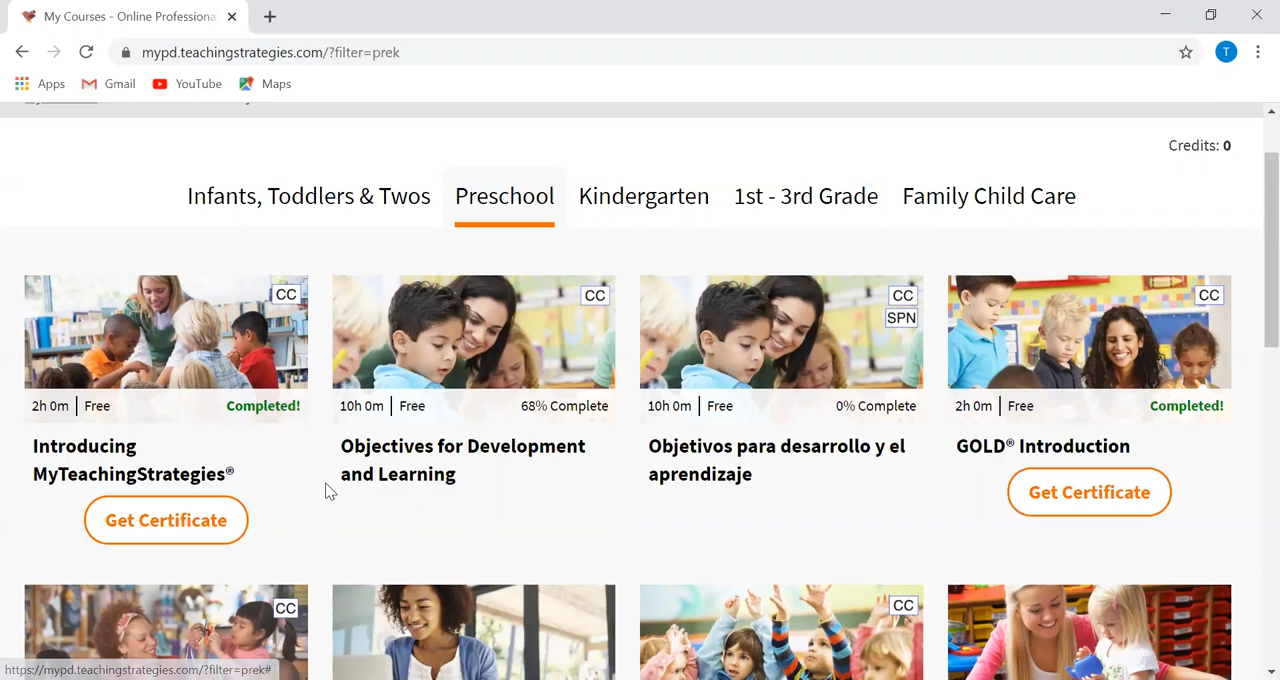 My Courses - Online Professiona
mypd.teachingstrategies.com/?filter=prek
T
Apps
Gmail
YouTube
Maps
Credits: 0
Infants, Toddlers & Twos
Preschool
Kindergarten
1st - 3rd Grade
Family Child Care
CC
2h 0m
Free
Completed!
Introducing
MyTeachingStrategies®
Get Certificate
CC
10h 0m
Free
68% Complete
Objectives for Development
and Learning
CC
SPN
10h 0m
Free
0% Complete
Objetivos para desarrollo y el
aprendizaje
CC
2h 0m
Free
Completed!
GOLD® Introduction
Get Certificate
CC
CC
https://mypd.teachingstrategies.com/?filter=prek#